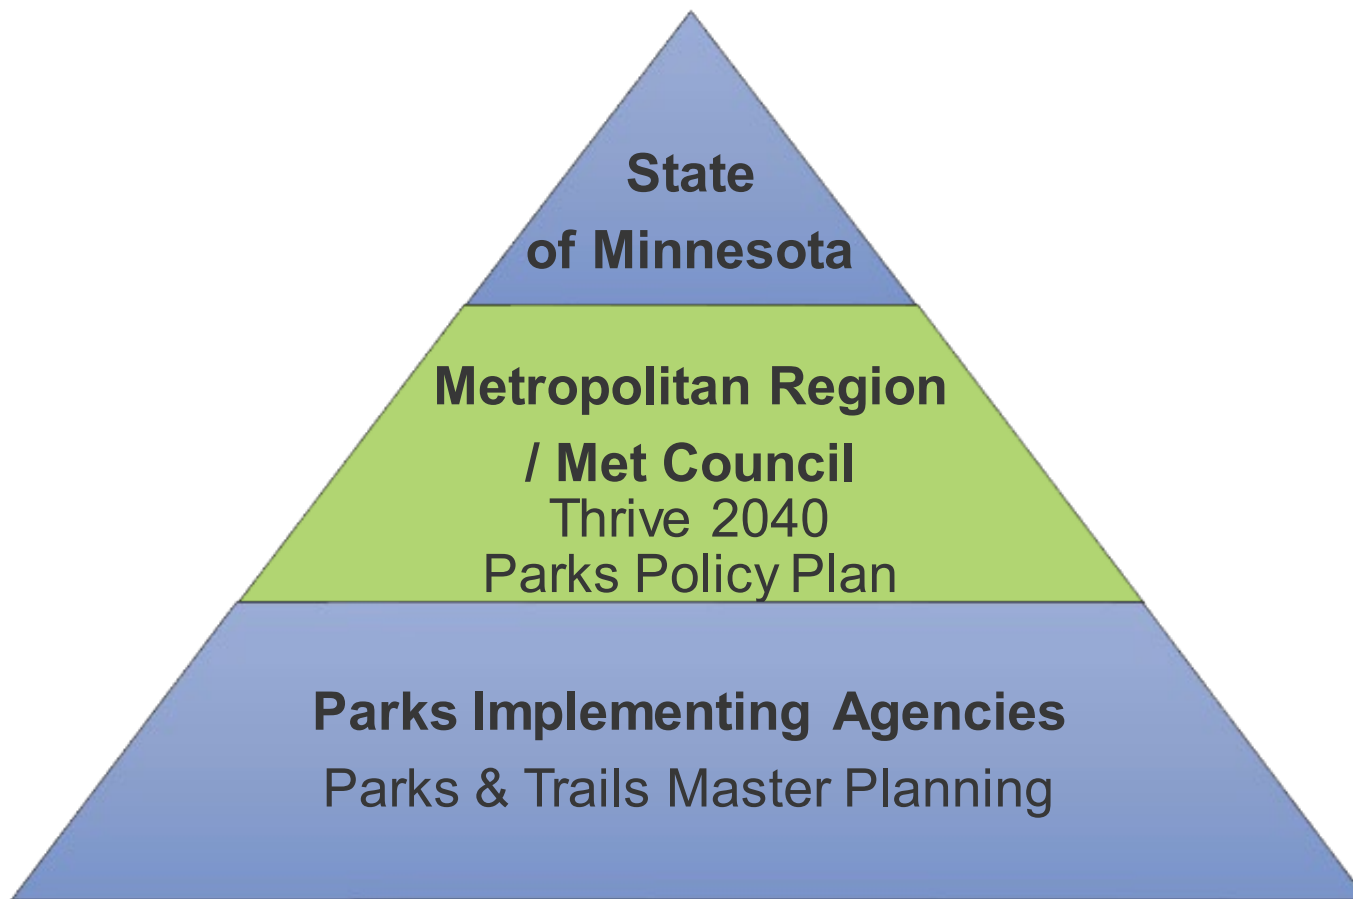 State
of Minnesota
Metropolitan Region
/ Met Council
Thrive 2040
Parks Policy Plan
Parks Implementing Agencies
Parks & Trails Master Planning